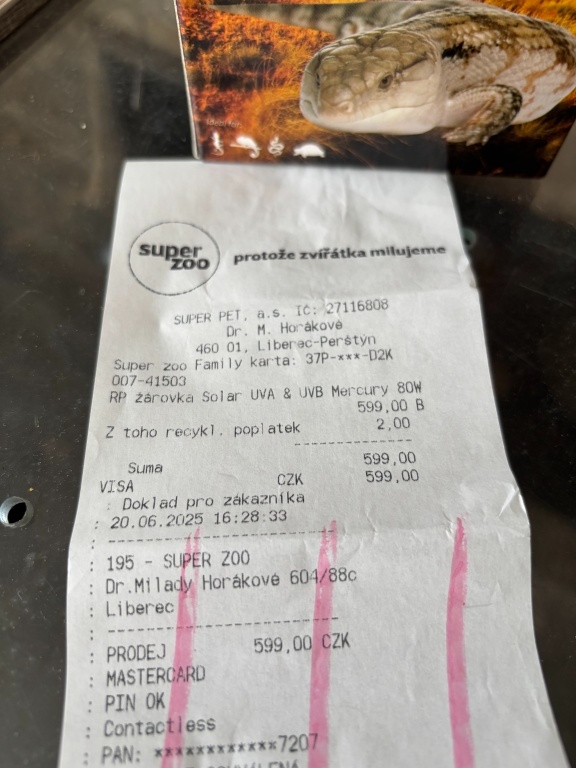 super zoo
protože zvířátka milujeme
SUPER PET, a.s. IČ: 27116808
Dr. M. Horákové
460 01, Liberec-Perštýn
Super zoo Family karta: 37P-***-D2K
007-41503
RP žárovka Solar UVA & UVB Mercury 80W
599,00 B
Z toho recykl. poplatek 2,00
--------------
Suma 599,00
VISA CZK 599,00
: Doklad pro zákazníka
: 20.06.2025 16:28:33
: ---------------------------
: 195 - SUPER ZOO
: Dr.Milady Horákové 604/88c
: Liberec
: ---------------------------
: PRODEJ 599,00 CZK
: MASTERCARD
: PIN OK
: Contactless
: PAN: ************7207